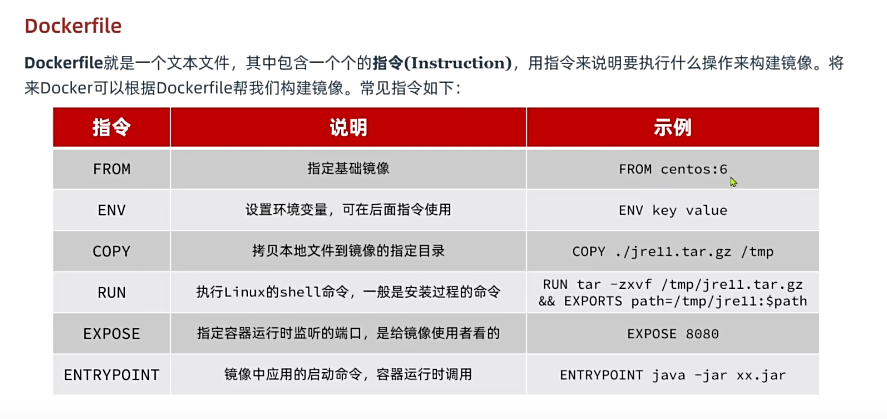 Dockerfile
Dockerfile就是一个文本文件，其中包含一个个的指令(Instruction)，用指令来说明要执行什么操作来构建镜像。将
来Docker可以根据Dockerfile帮我们构建镜像。常见指令如下：
指令 说明 示例
FROM 指定基础镜像 FROM centos:6
ENV 设置环境变量，可在后面指令使用 ENV key value
COPY 拷贝本地文件到镜像的指定目录 COPY ./jre11.tar.gz /tmp
RUN 执行Linux的shell命令，一般是安装过程的命令 RUN tar -zxvf /tmp/jre11.tar.gz
&& EXPORTS path=/tmp/jre11:$path
EXPOSE 指定容器运行时监听的端口，是给镜像使用者看的 EXPOSE 8080
ENTRYPOINT 镜像中应用的启动命令，容器运行时调用 ENTRYPOINT java -jar xx.jar